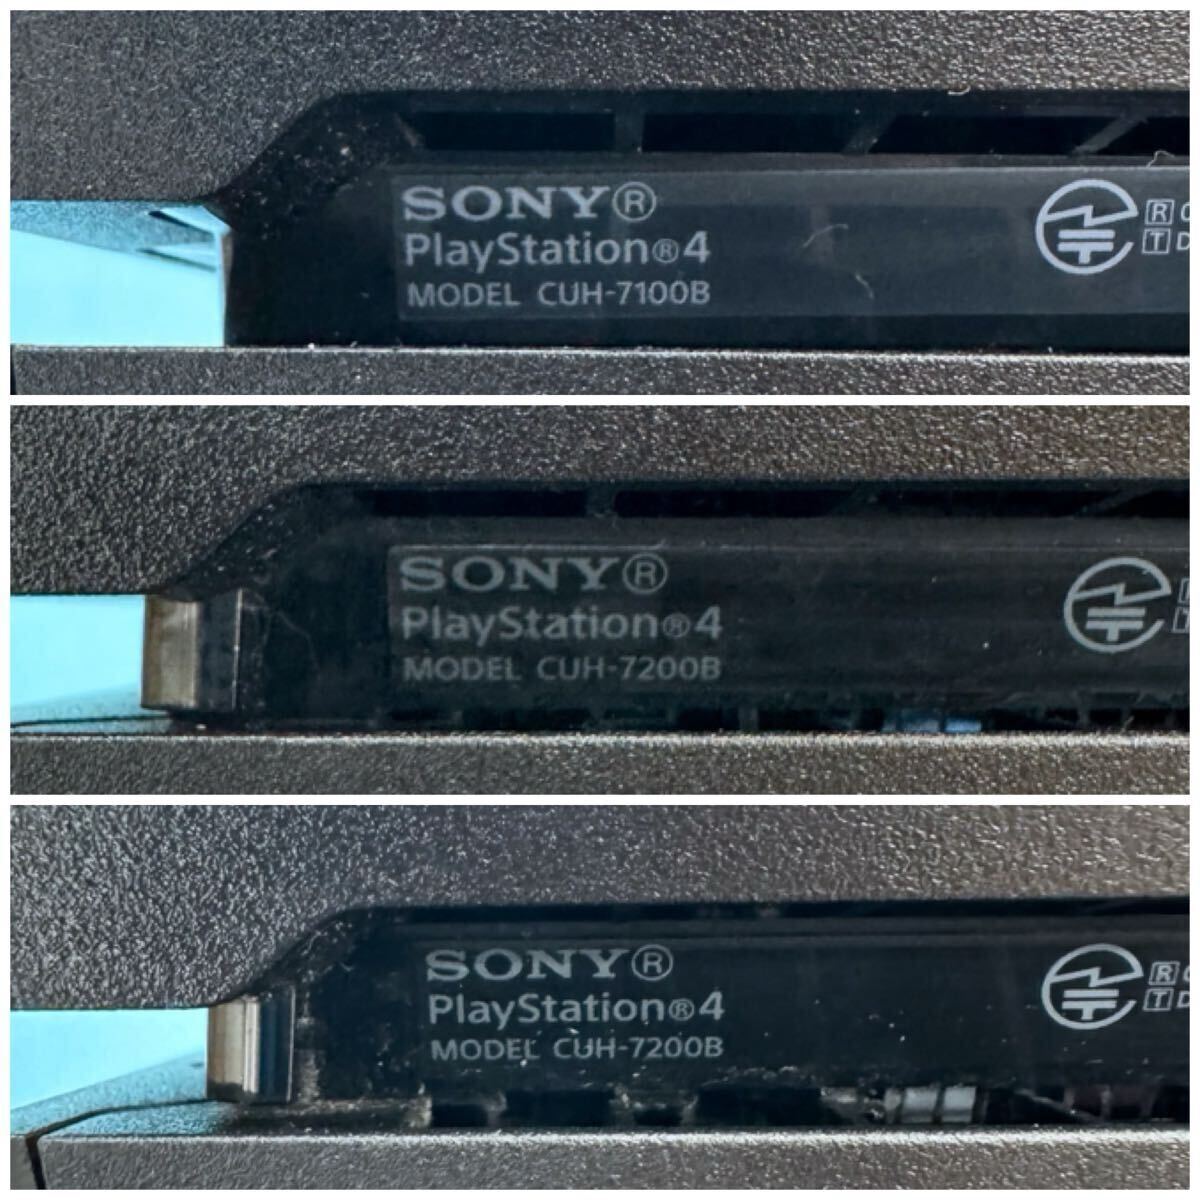 SONY®
PlayStation®4
MODEL CUH-7100B
R
T D
SONY®
PlayStation®4
MODEL CUH-7200B
SONY®
PlayStation®4
MODEL CUH-7200B
R
T D